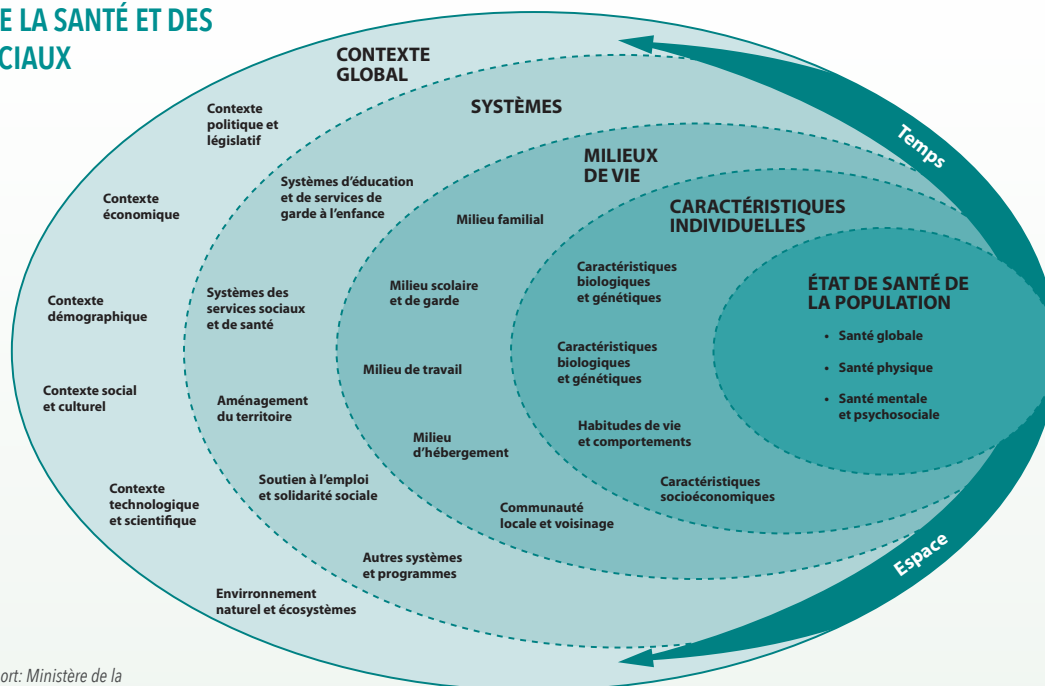 E LA SANTÉ ET DES
CIAUX
CONTEXTE
GLOBAL
Contexte
politique et
législatif
Contexte
économique
Contexte
démographique
Contexte social
et culturel
Contexte
technologique
et scientifique
Environnement
naturel et écosystèmes
SYSTÈMES
Systèmes d'éducation
et de services de
garde à l'enfance
Systèmes des
services sociaux
et de santé
Aménagement
du territoire
Soutien à l'emploi
et solidarité sociale
Autres systèmes
et programmes
MILIEUX
DE VIE
Milieu familial
Milieu scolaire
et de garde
Milieu de travail
Milieu
d'hébergement
Communauté
locale et voisinage
CARACTÉRISTIQUES
INDIVIDUELLES
Caractéristiques
biologiques
et génétiques
Caractéristiques
biologiques
et génétiques
Habitudes de vie
et comportements
Caractéristiques
socioéconomiques
ÉTAT DE SANTÉ DE
LA POPULATION
• Santé globale
• Santé physique
• Santé mentale
et psychosociale
Temps
Espace
ort: Ministère de la